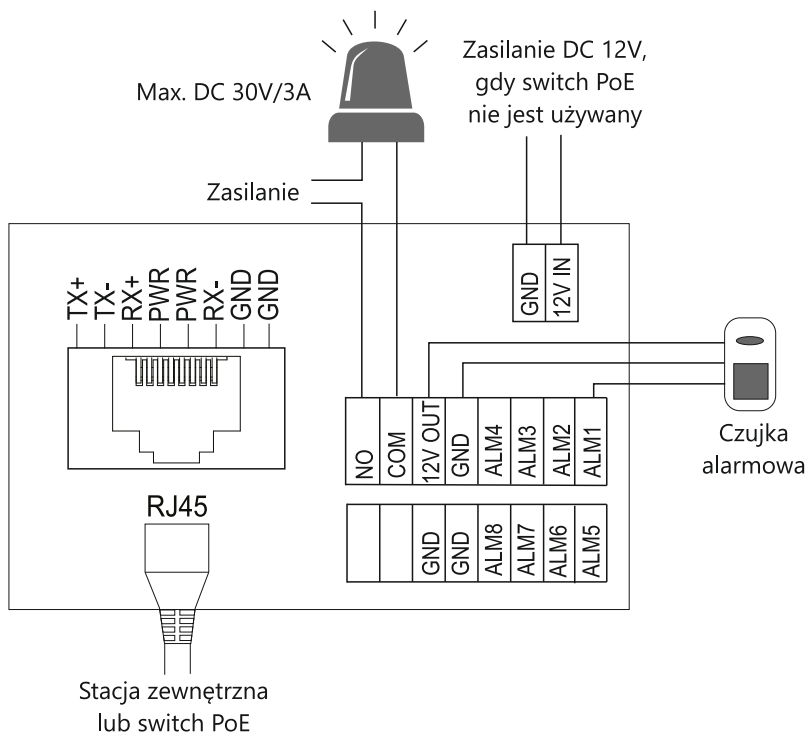 Max. DC 30V/3A
Zasilanie DC 12V,
gdy switch PoE
nie jest używany
Zasilanie
TX+
TX-
RX+
PWR
PWR
RX-
GND
GND
GND
12V IN
NO
COM
12V OUT
GND
ALM4
ALM3
ALM2
ALM1
Czujka
alarmowa
RJ45
GND
GND
ALM8
ALM7
ALM6
ALM5
Stacja zewnętrzna
lub switch PoE